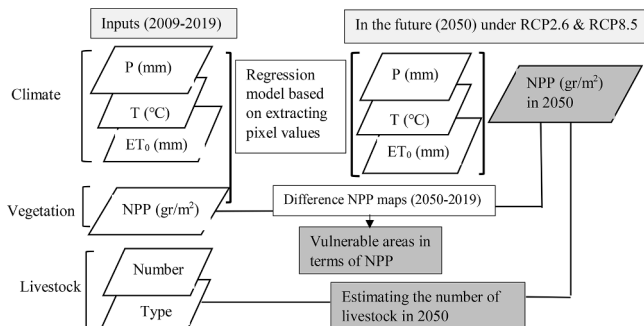 Inputs (2009-2019)
In the future (2050) under RCP2.6 & RCP8.5
Climate
P (mm)
T (°C)
ET₀ (mm)
Regression
model based
on extracting
pixel values
P (mm)
T (°C)
ET₀ (mm)
NPP (gr/m²)
in 2050
Vegetation
NPP (gr/m²)
Difference NPP maps (2050-2019)
Vulnerable areas in
terms of NPP
Livestock
Number
Type
Estimating the number of
livestock in 2050